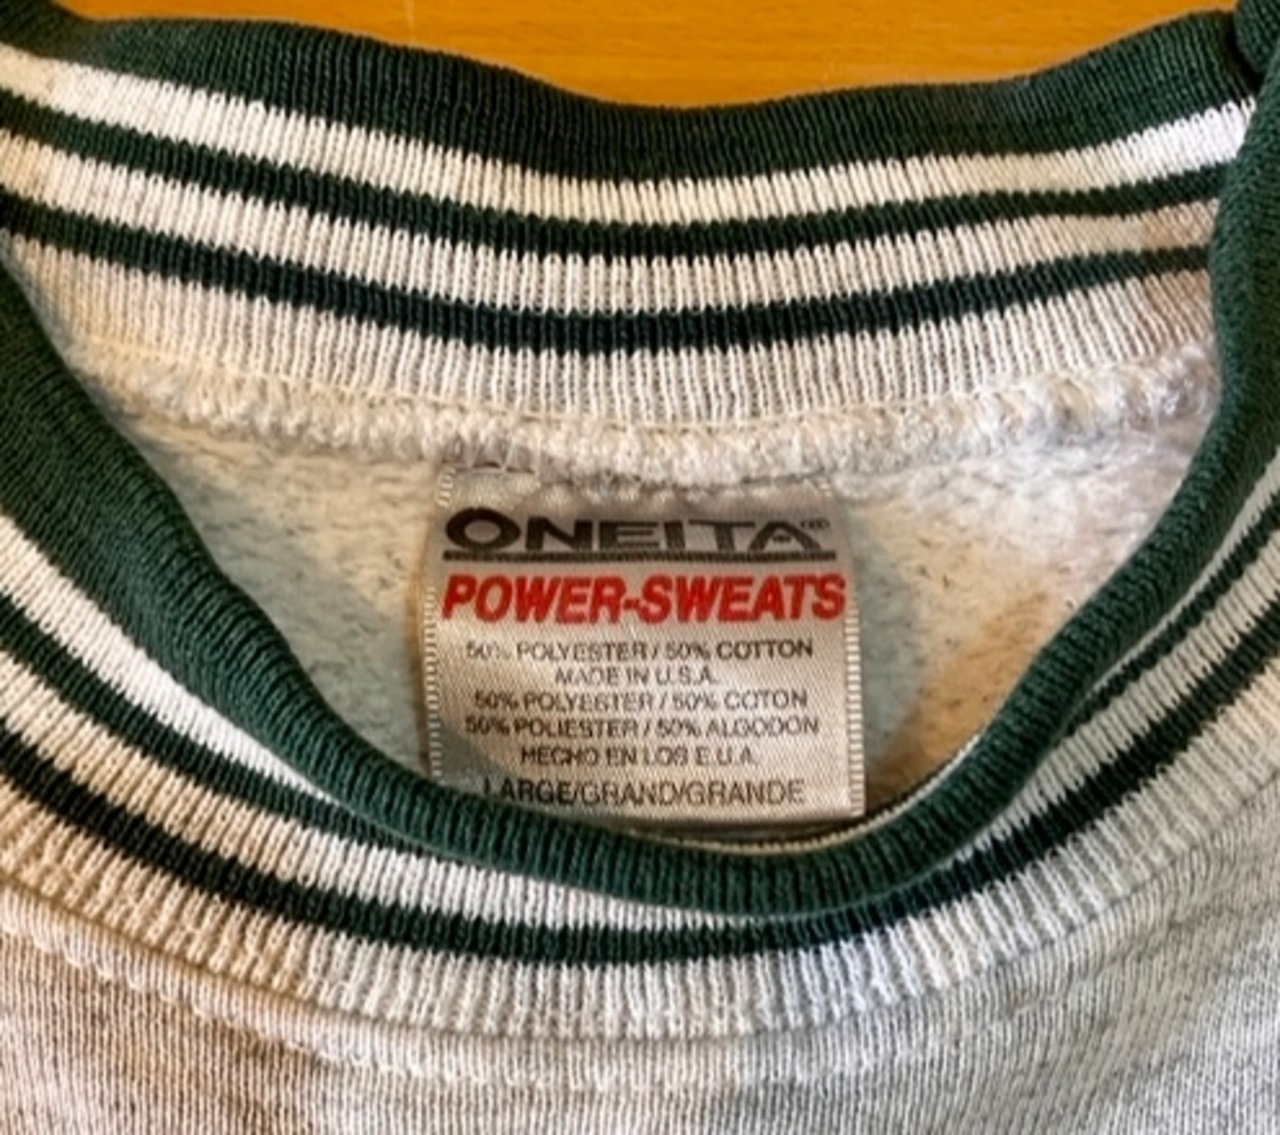 ONEITA®
POWER-SWEATS
50% POLYESTER / 50% COTTON
MADE IN U.S.A.
50% POLYESTER / 50% COTON
50% POLIESTER / 50% ALGODON
HECHO EN LOS E.U.A.
LARGE/GRAND/GRANDE